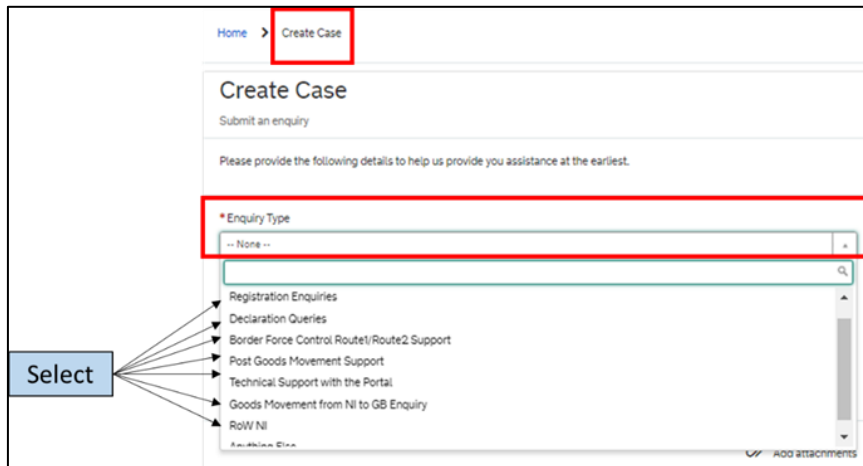 Home > Create Case
Create Case
Submit an enquiry
Please provide the following details to help us provide you assistance at the earliest.
* Enquiry Type
-- None --
Registration Enquiries
Declaration Queries
Border Force Control Route1/Route2 Support
Post Goods Movement Support
Select
Technical Support with the Portal
Goods Movement from NI to GB Enquiry
RoW NI
Anything Else
Add attachments